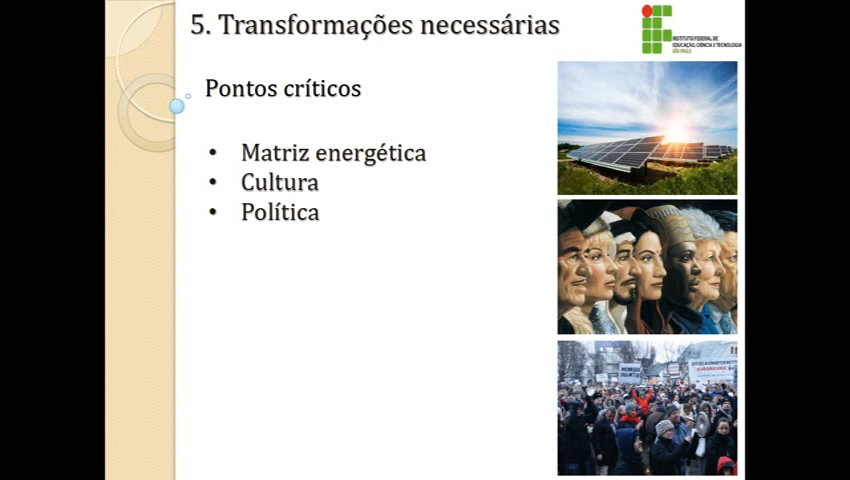 5. Transformações necessárias
INSTITUTO FEDERAL DE
EDUCAÇÃO, CIÊNCIA E TECNOLOGIA
SÃO PAULO
Pontos críticos
• Matriz energética
• Cultura
• Política